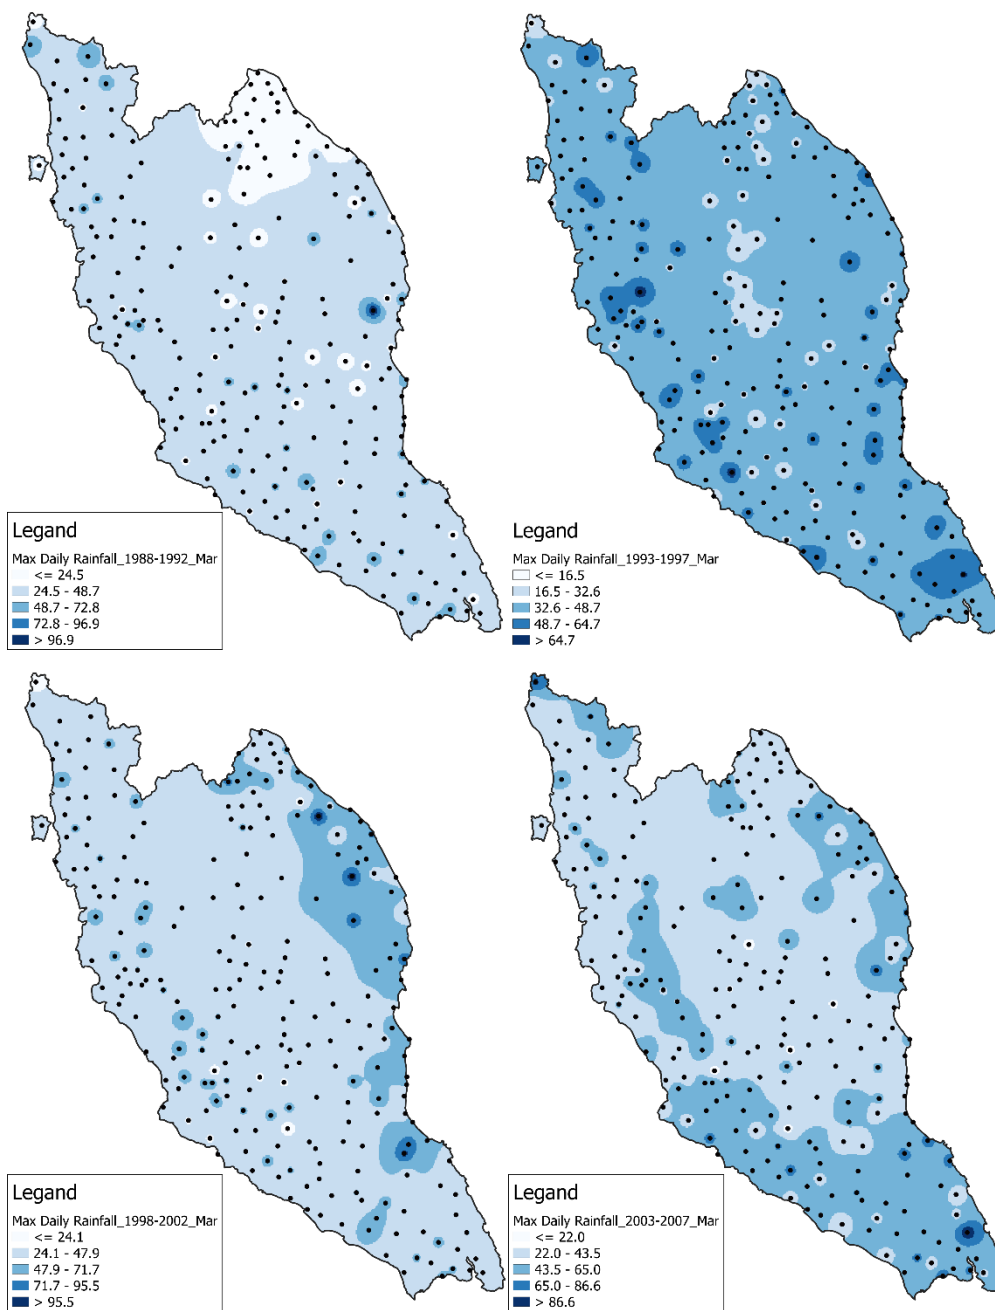 Legand
Max Daily Rainfall_1988-1992_Mar
<= 24.5
24.5 - 48.7
48.7 - 72.8
72.8 - 96.9
> 96.9
Legand
Max Daily Rainfall_1993-1997_Mar
<= 16.5
16.5 - 32.6
32.6 - 48.7
48.7 - 64.7
> 64.7
Legand
Max Daily Rainfall_1998-2002_Mar
<= 24.1
24.1 - 47.9
47.9 - 71.7
71.7 - 95.5
> 95.5
Legand
Max Daily Rainfall_2003-2007_Mar
<= 22.0
22.0 - 43.5
43.5 - 65.0
65.0 - 86.6
> 86.6